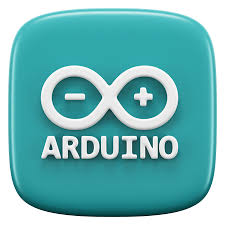 - +
ARDUINO